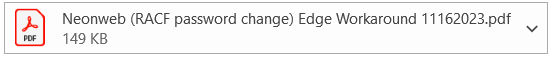 Neonweb (RACF password change) Edge Workaround 11162023.pdf
PDF
149 KB